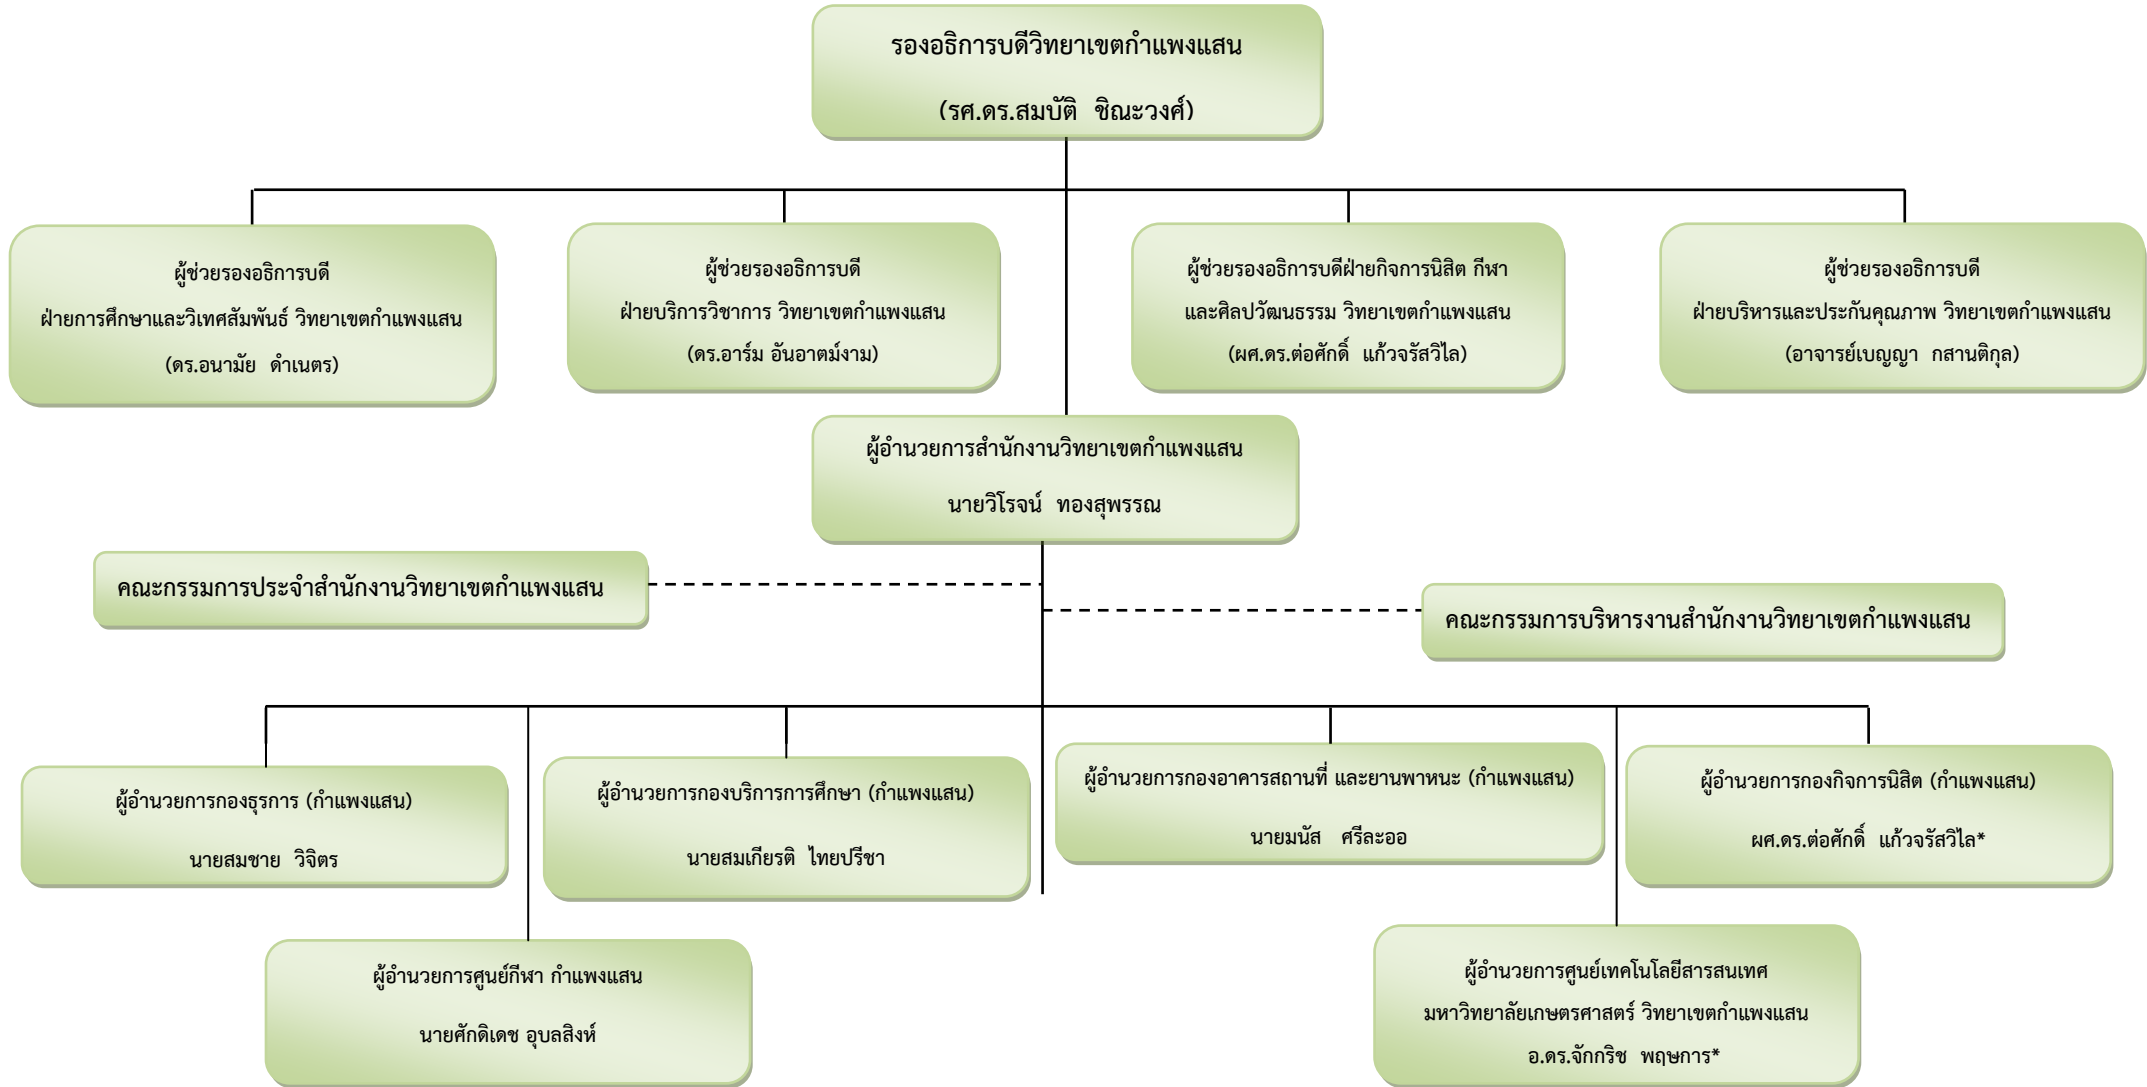 รองอธิการบดีวิทยาเขตกำแพงแสน
(รศ.ดร.สมบัติ ชิณะวงศ์)
ผู้ช่วยรองอธิการบดี
ฝ่ายการศึกษาและวิเทศสัมพันธ์ วิทยาเขตกำแพงแสน
(ดร.อนามัย ดำเนตร)
ผู้ช่วยรองอธิการบดี
ฝ่ายบริการวิชาการ วิทยาเขตกำแพงแสน
(ดร.อาร์ม อันอาตม์งาม)
ผู้ช่วยรองอธิการบดีฝ่ายกิจการนิสิต กีฬา
และศิลปวัฒนธรรม วิทยาเขตกำแพงแสน
(ผศ.ดร.ต่อศักดิ์ แก้วจรัสวิไล)
ผู้ช่วยรองอธิการบดี
ฝ่ายบริหารและประกันคุณภาพ วิทยาเขตกำแพงแสน
(อาจารย์เบญญา กสานติกุล)
ผู้อำนวยการสำนักงานวิทยาเขตกำแพงแสน
นายวิโรจน์ ทองสุพรรณ
คณะกรรมการประจำสำนักงานวิทยาเขตกำแพงแสน
คณะกรรมการบริหารงานสำนักงานวิทยาเขตกำแพงแสน
ผู้อำนวยการกองธุรการ (กำแพงแสน)
นายสมชาย วิจิตร
ผู้อำนวยการกองบริการการศึกษา (กำแพงแสน)
นายสมเกียรติ ไทยปรีชา
ผู้อำนวยการกองอาคารสถานที่ และยานพาหนะ (กำแพงแสน)
นายมนัส ศรีละออ
ผู้อำนวยการกองกิจการนิสิต (กำแพงแสน)
ผศ.ดร.ต่อศักดิ์ แก้วจรัสวิไล*
ผู้อำนวยการศูนย์กีฬา กำแพงแสน
นายศักดิเดช อุบลสิงห์
ผู้อำนวยการศูนย์เทคโนโลยีสารสนเทศ
มหาวิทยาลัยเกษตรศาสตร์ วิทยาเขตกำแพงแสน
อ.ดร.จักกริช พฤษการ*